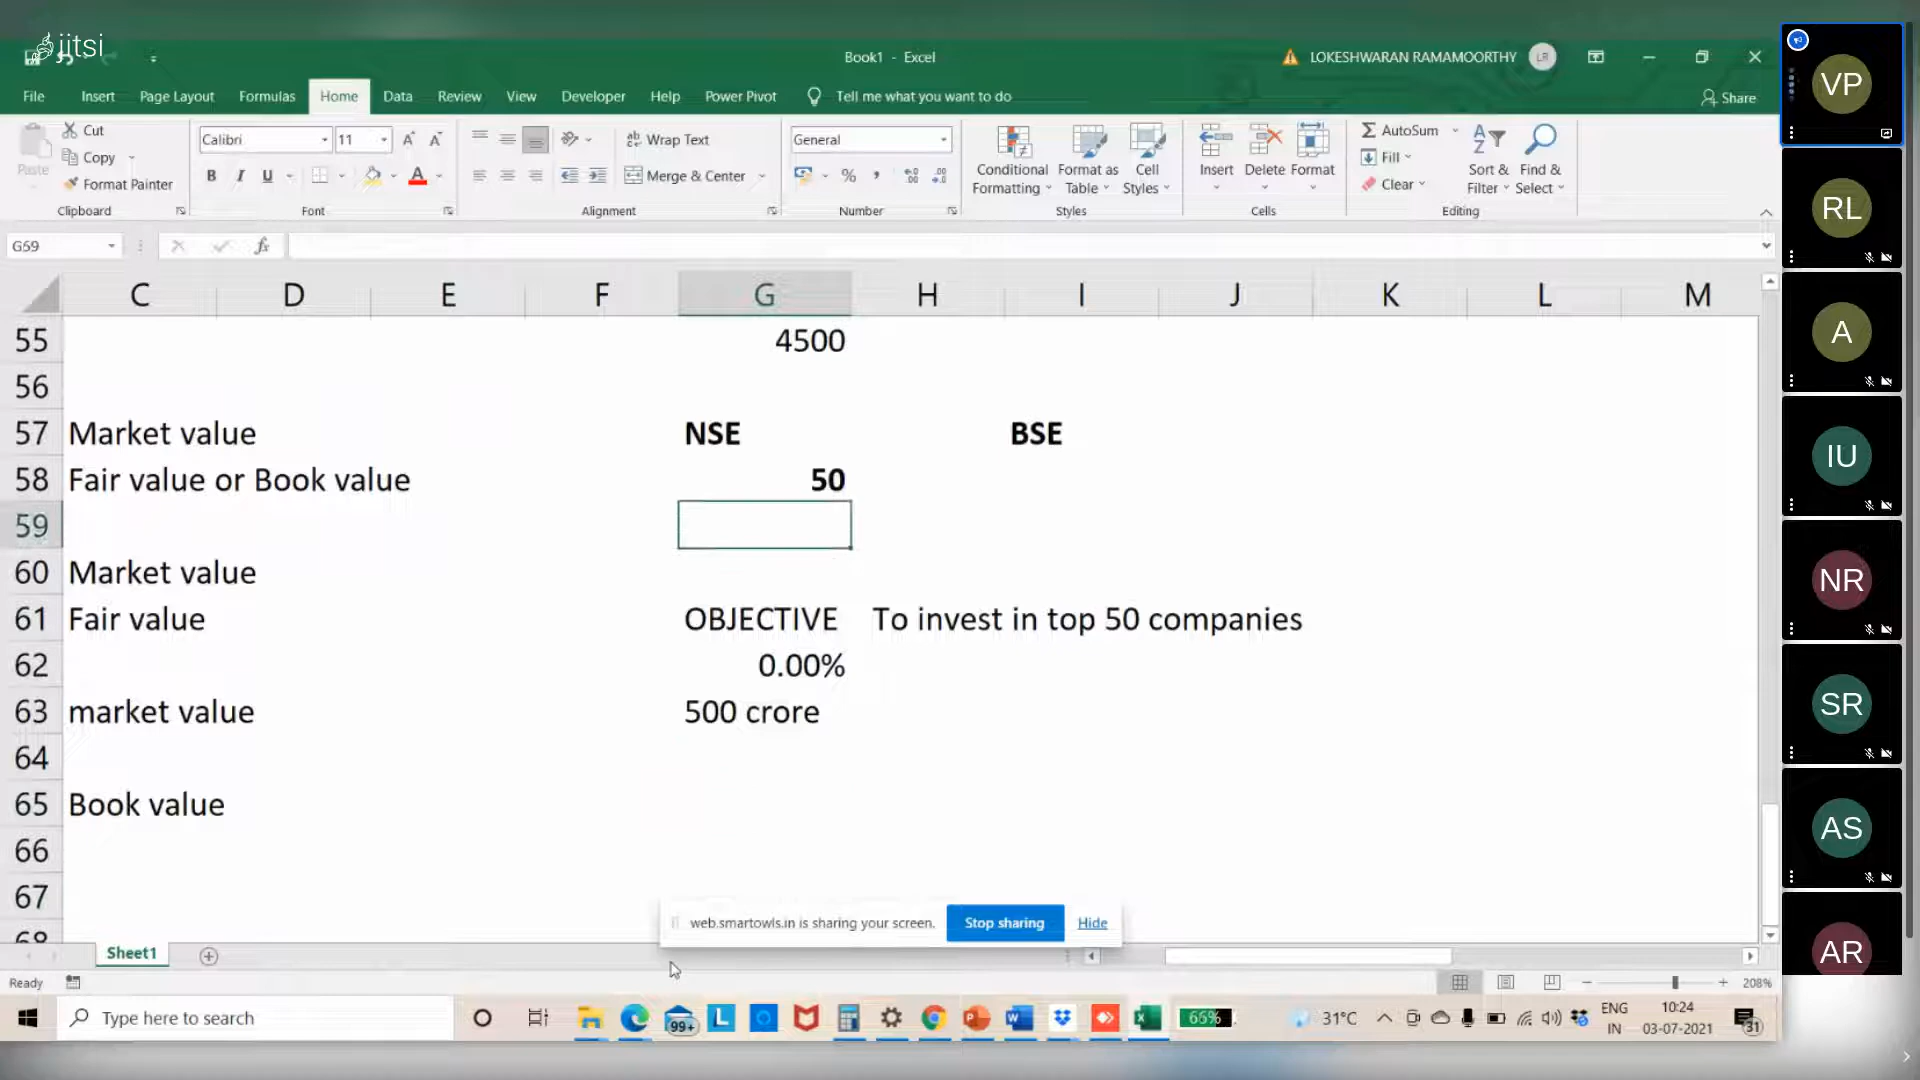 jitsi
Book1 - Excel
LOKESHWARAN RAMAMOORTHY
LR
File Insert Page Layout Formulas Home Data Review View Developer Help Power Pivot Tell me what you want to do Share
Paste
Cut
Copy
Format Painter
Clipboard
Calibri 11
B I U
Font
Wrap Text
Merge & Center
Alignment
General
Number
Conditional Formatting
Format as Table
Cell Styles
Styles
Insert Delete Format
Cells
AutoSum
Fill
Clear
Sort & Filter
Find & Select
Editing
G59
fx
C D E F G H I J K L M
55 4500
56
57 Market value NSE BSE
58 Fair value or Book value 50
59
60 Market value
61 Fair value OBJECTIVE To invest in top 50 companies
62 0.00%
63 market value 500 crore
64
65 Book value
66
67
68
web.smartowls.in is sharing your screen. Stop sharing Hide
Sheet1
Ready
208%
Type here to search
99+
65%
31°C
ENG
IN
10:24
03-07-2021
31
VP
RL
A
IU
NR
SR
AS
AR